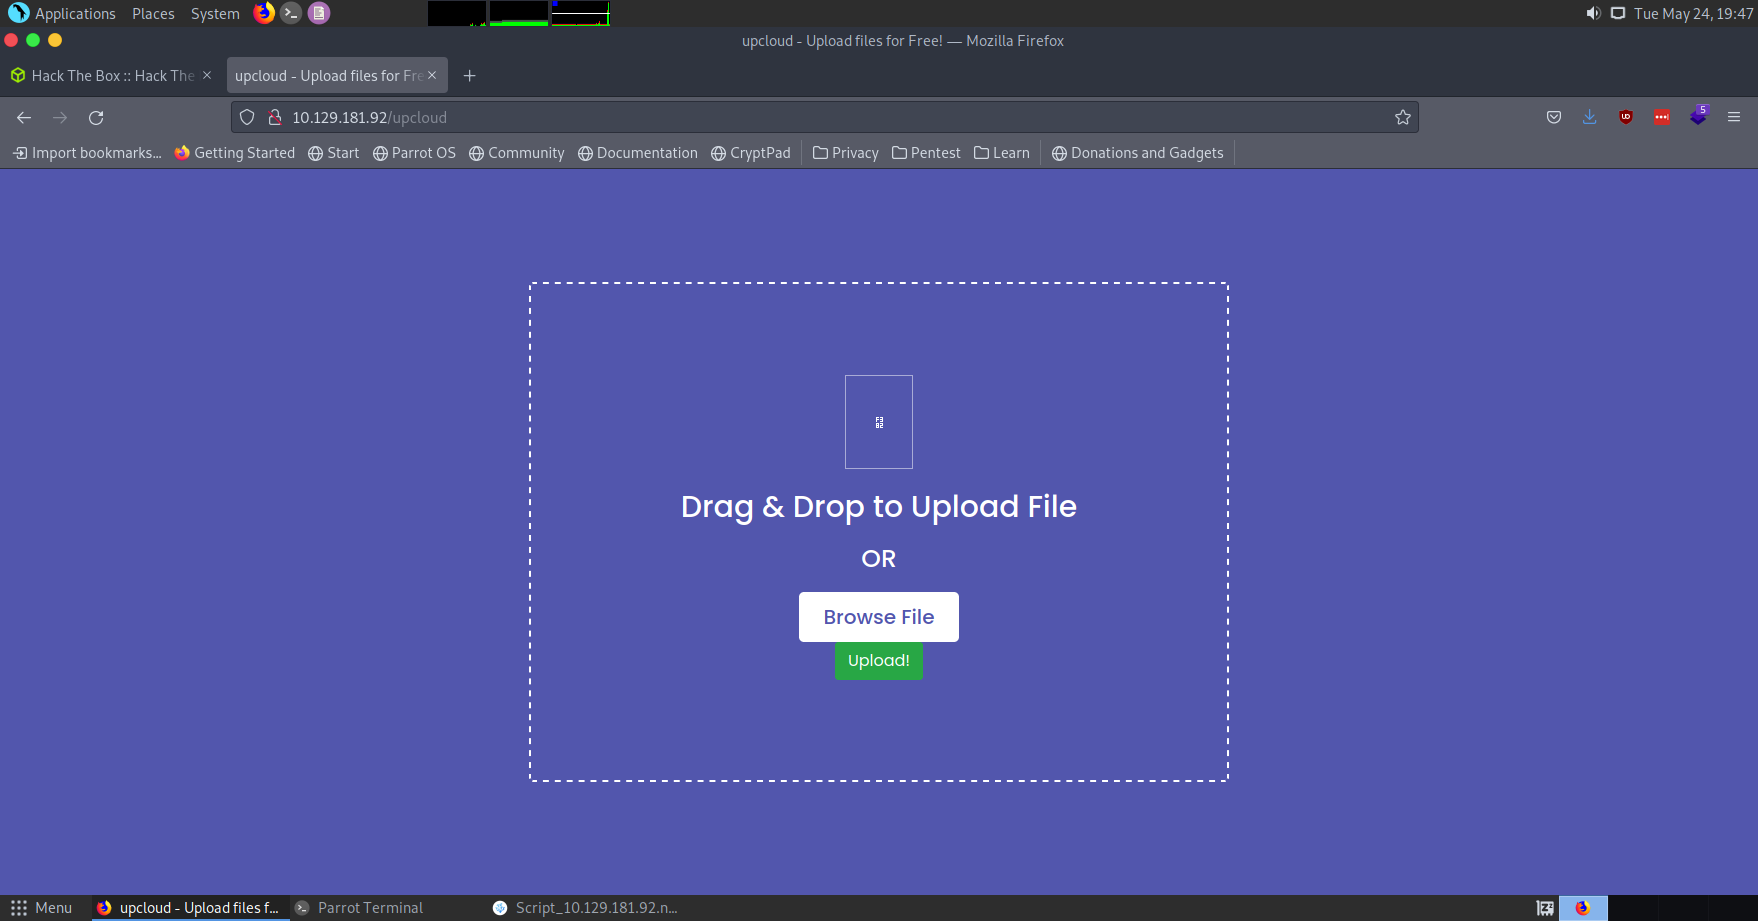 Applications Places System Tue May 24, 19:47
upcloud - Upload files for Free! — Mozilla Firefox
Hack The Box :: Hack The upcloud - Upload files for Fre
10.129.181.92/upcloud 5
Import bookmarks... Getting Started Start Parrot OS Community Documentation CryptPad Privacy Pentest Learn Donations and Gadgets
Drag & Drop to Upload File
OR
Browse File
Upload!
Menu upcloud - Upload files f... Parrot Terminal Script_10.129.181.92.n...